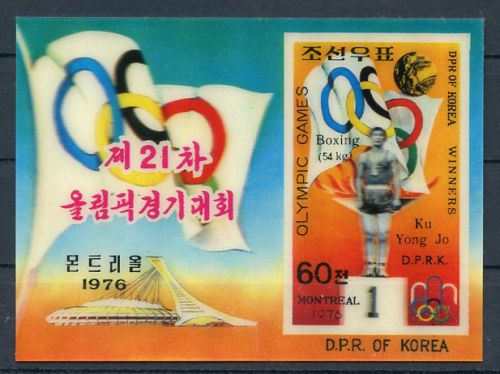 제21차
올림픽경기대회
몬트리올
1976
조선우표
DPR OF KOREA
WINNERS
OLYMPIC GAMES
Boxing
(54 kg)
Ku
Yong Jo
D.P.R.K.
60전
MONTREAL
1976
1
D.P.R. OF KOREA